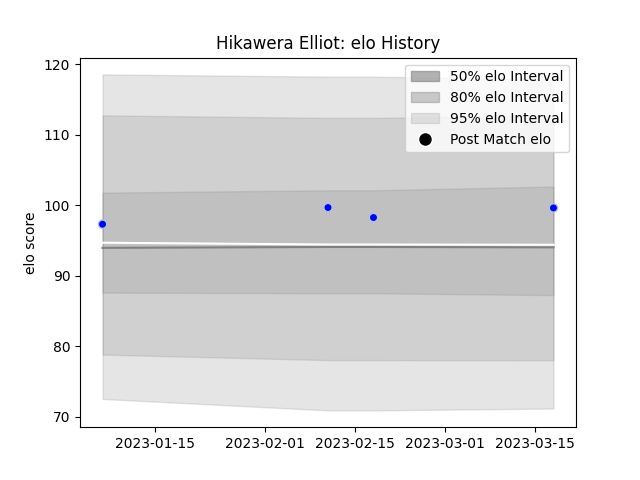 Hikawera Elliot: elo History
50% elo Interval
80% elo Interval
95% elo Interval
Post Match elo
elo score
120
110
100
90
80
70
2023-01-15
2023-02-01
2023-02-15
2023-03-01
2023-03-15